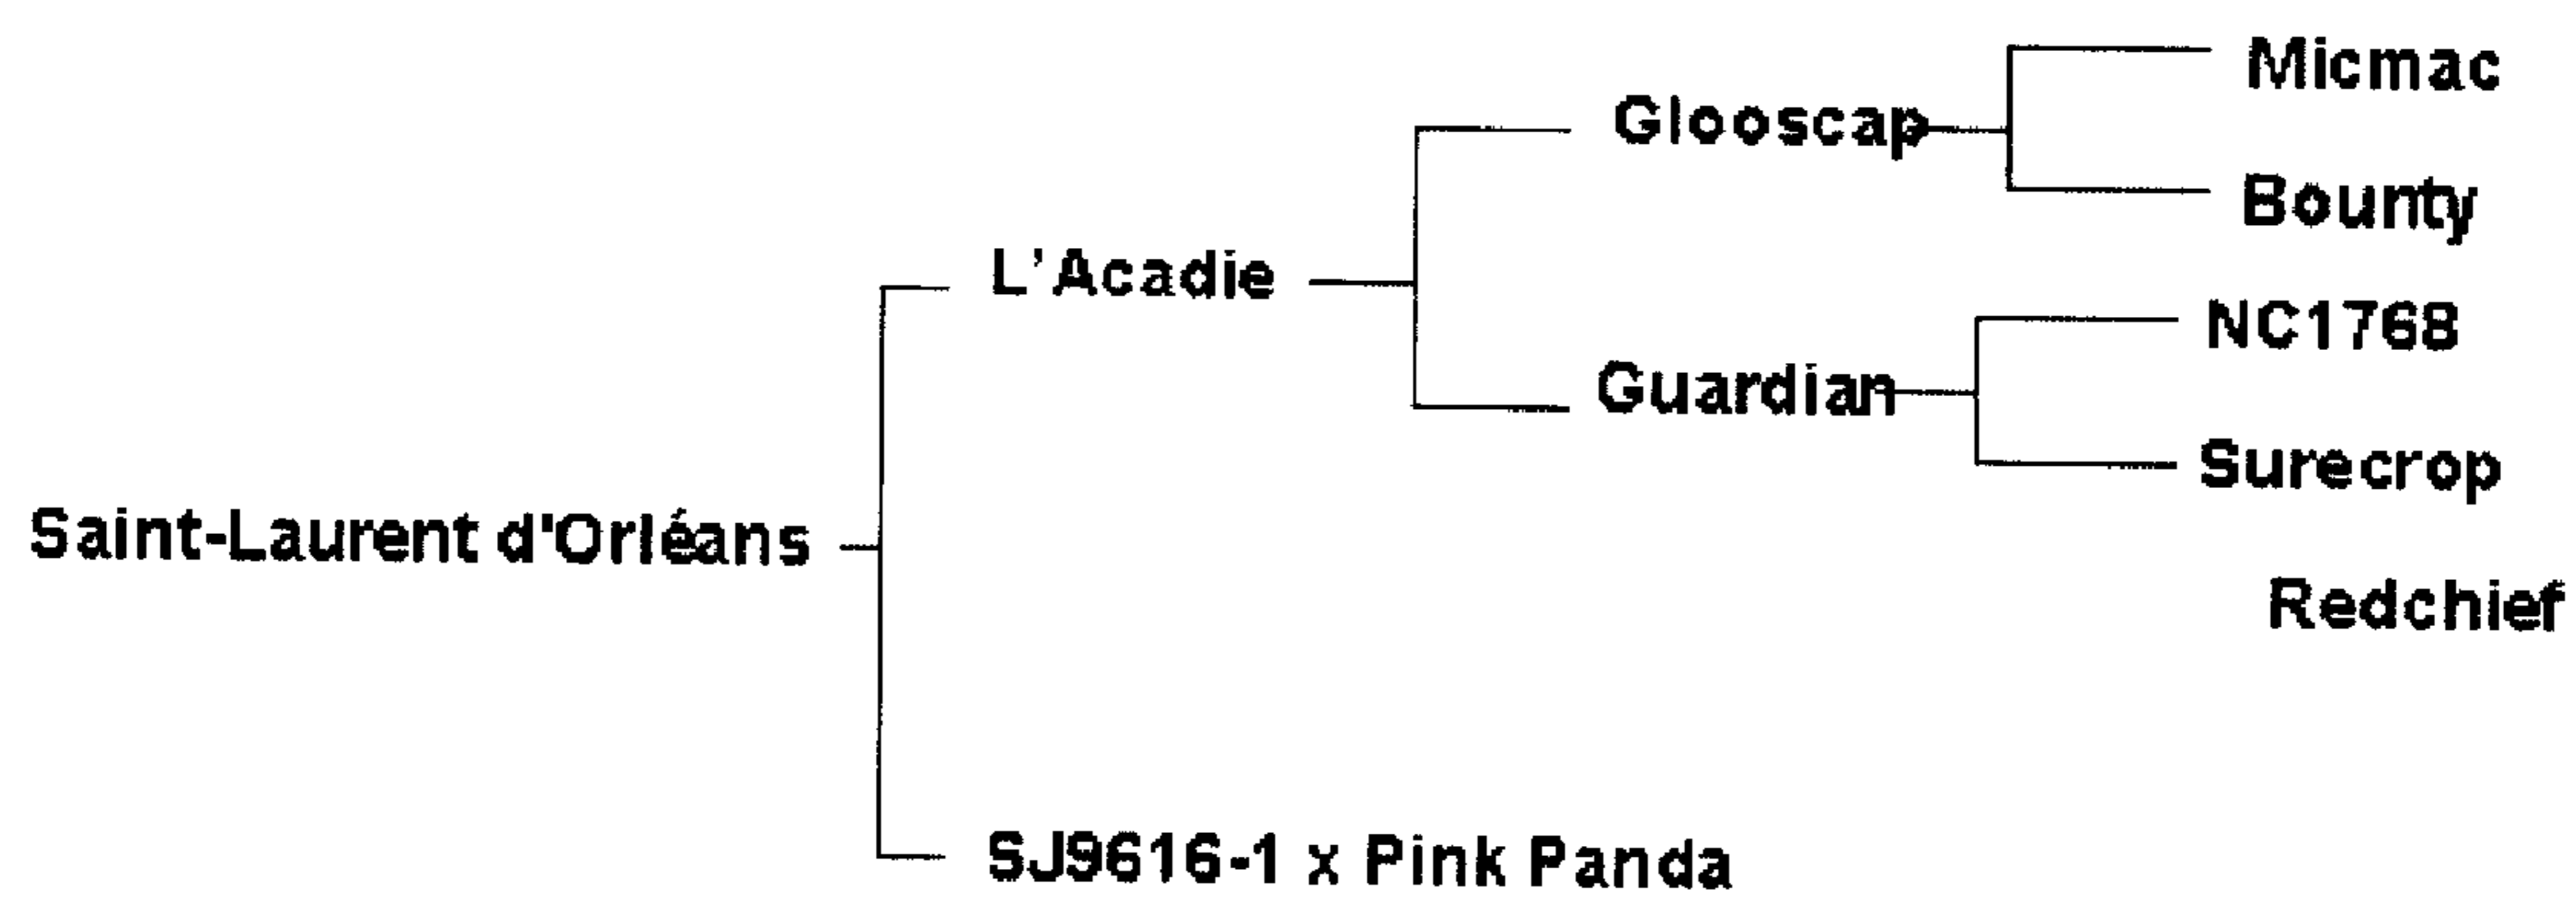 Micmac
Glooscap
Bounty
L'Acadie
NC1768
Guardian
Surecrop
Saint-Laurent d'Orléans
Redchief
SJ9616-1 x Pink Panda